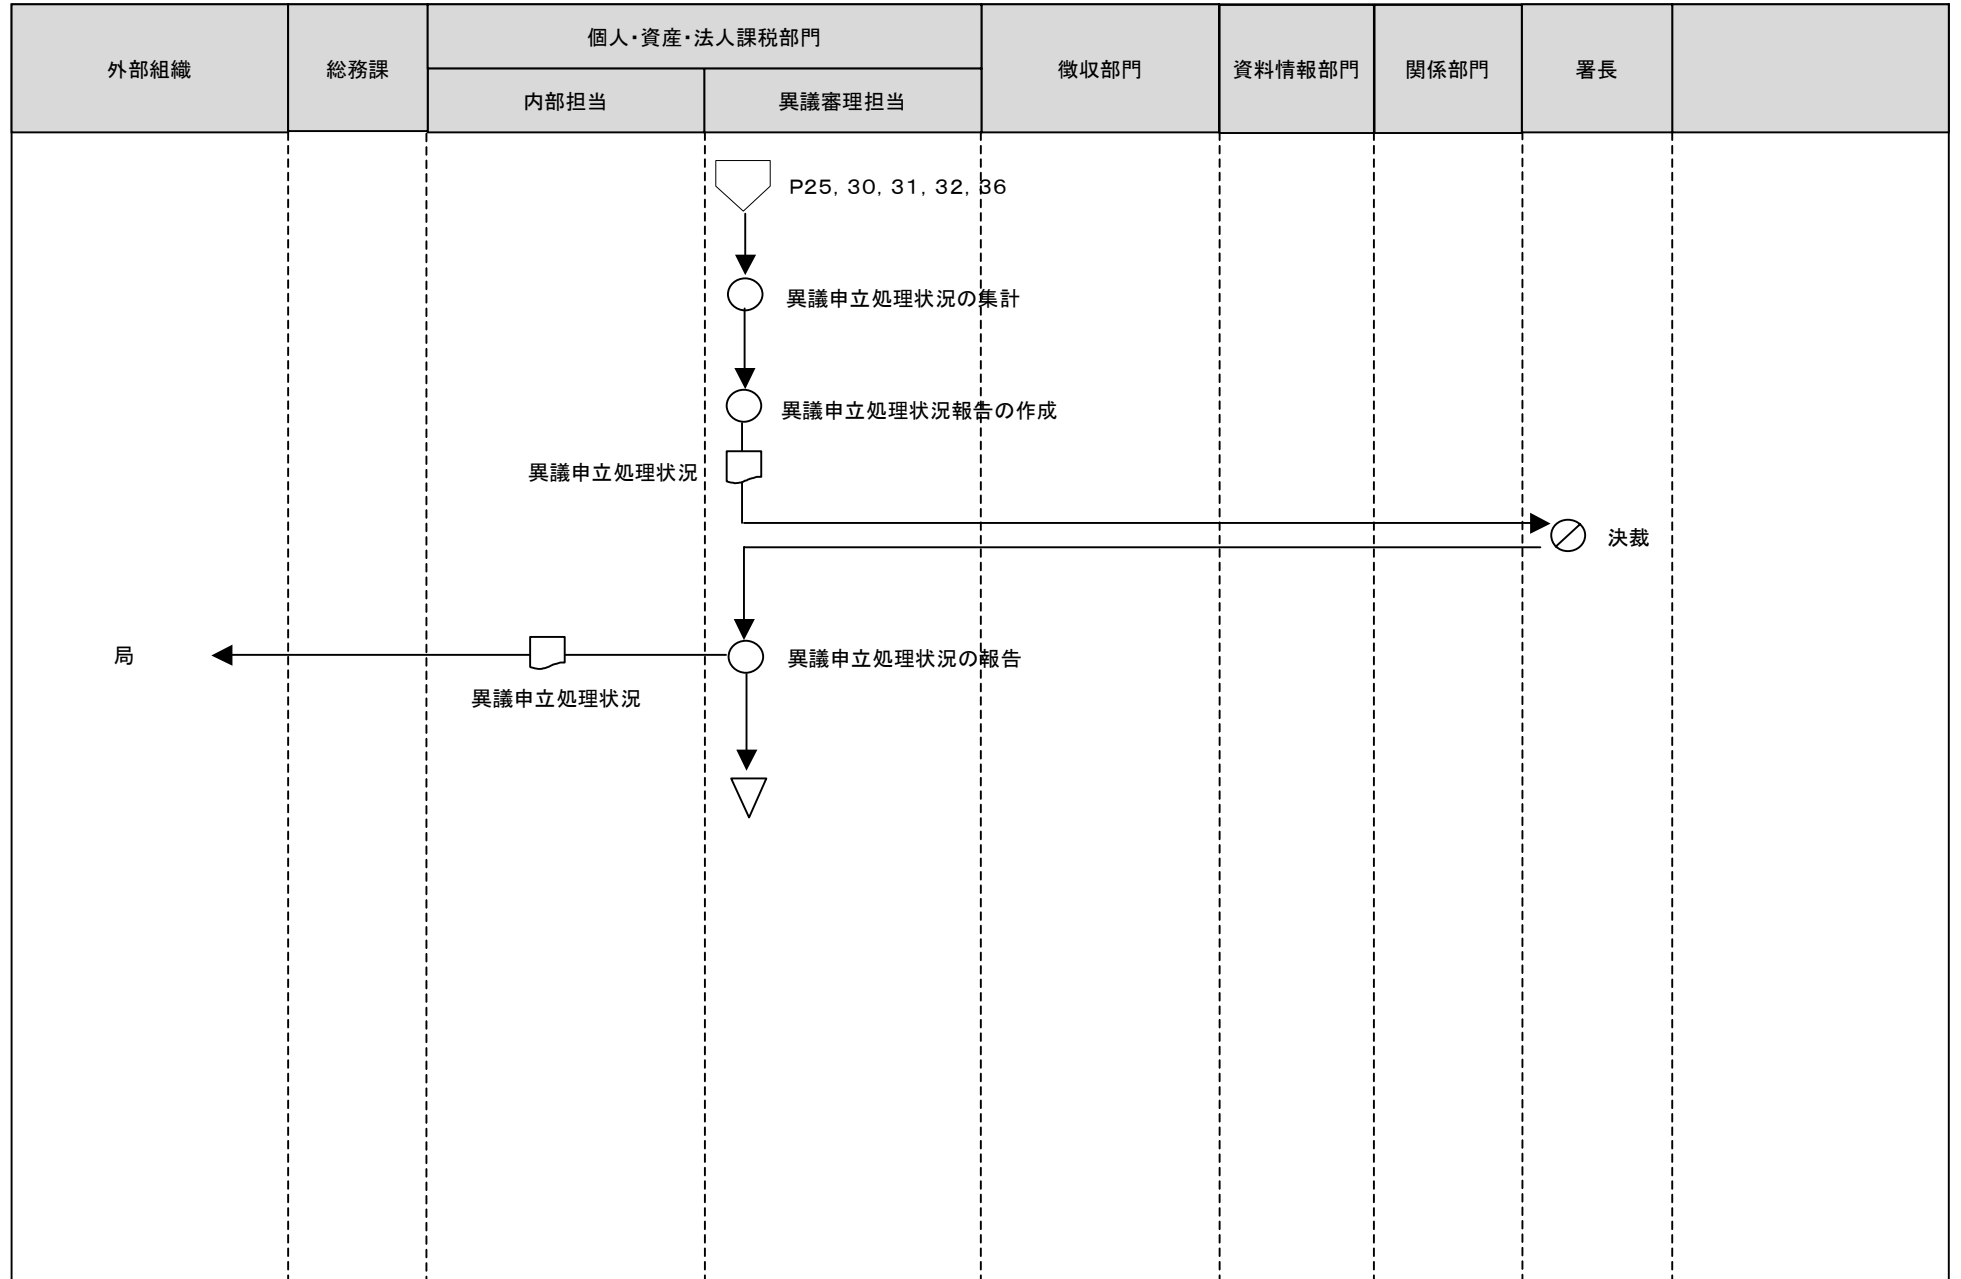 外部組織
総務課
個人・資産・法人課税部門
内部担当
異議審理担当
徴収部門
資料情報部門
関係部門
署長
P25, 30, 31, 32, 36
異議申立処理状況の集計
異議申立処理状況報告の作成
異議申立処理状況
決裁
局
異議申立処理状況の報告
異議申立処理状況